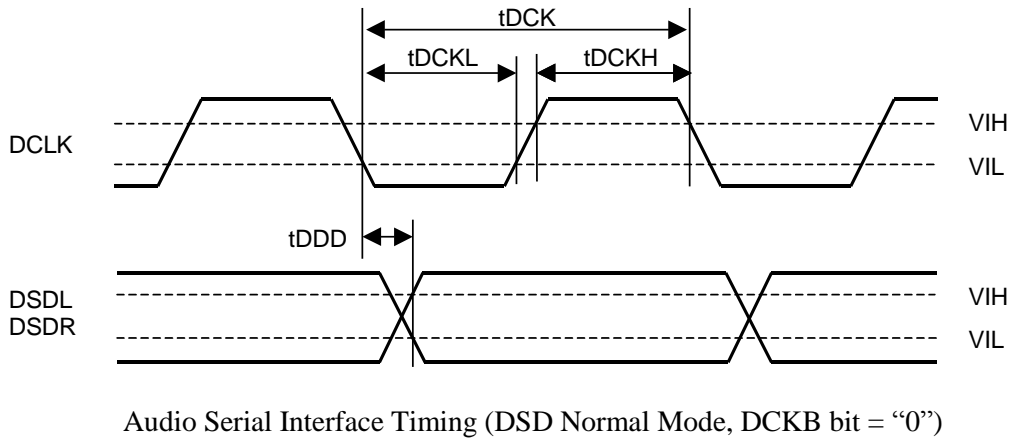 tDCK
tDCKL
tDCKH
DCLK
VIH
VIL
tDDD
DSDL
DSDR
VIH
VIL
Audio Serial Interface Timing (DSD Normal Mode, DCKB bit = “0”)